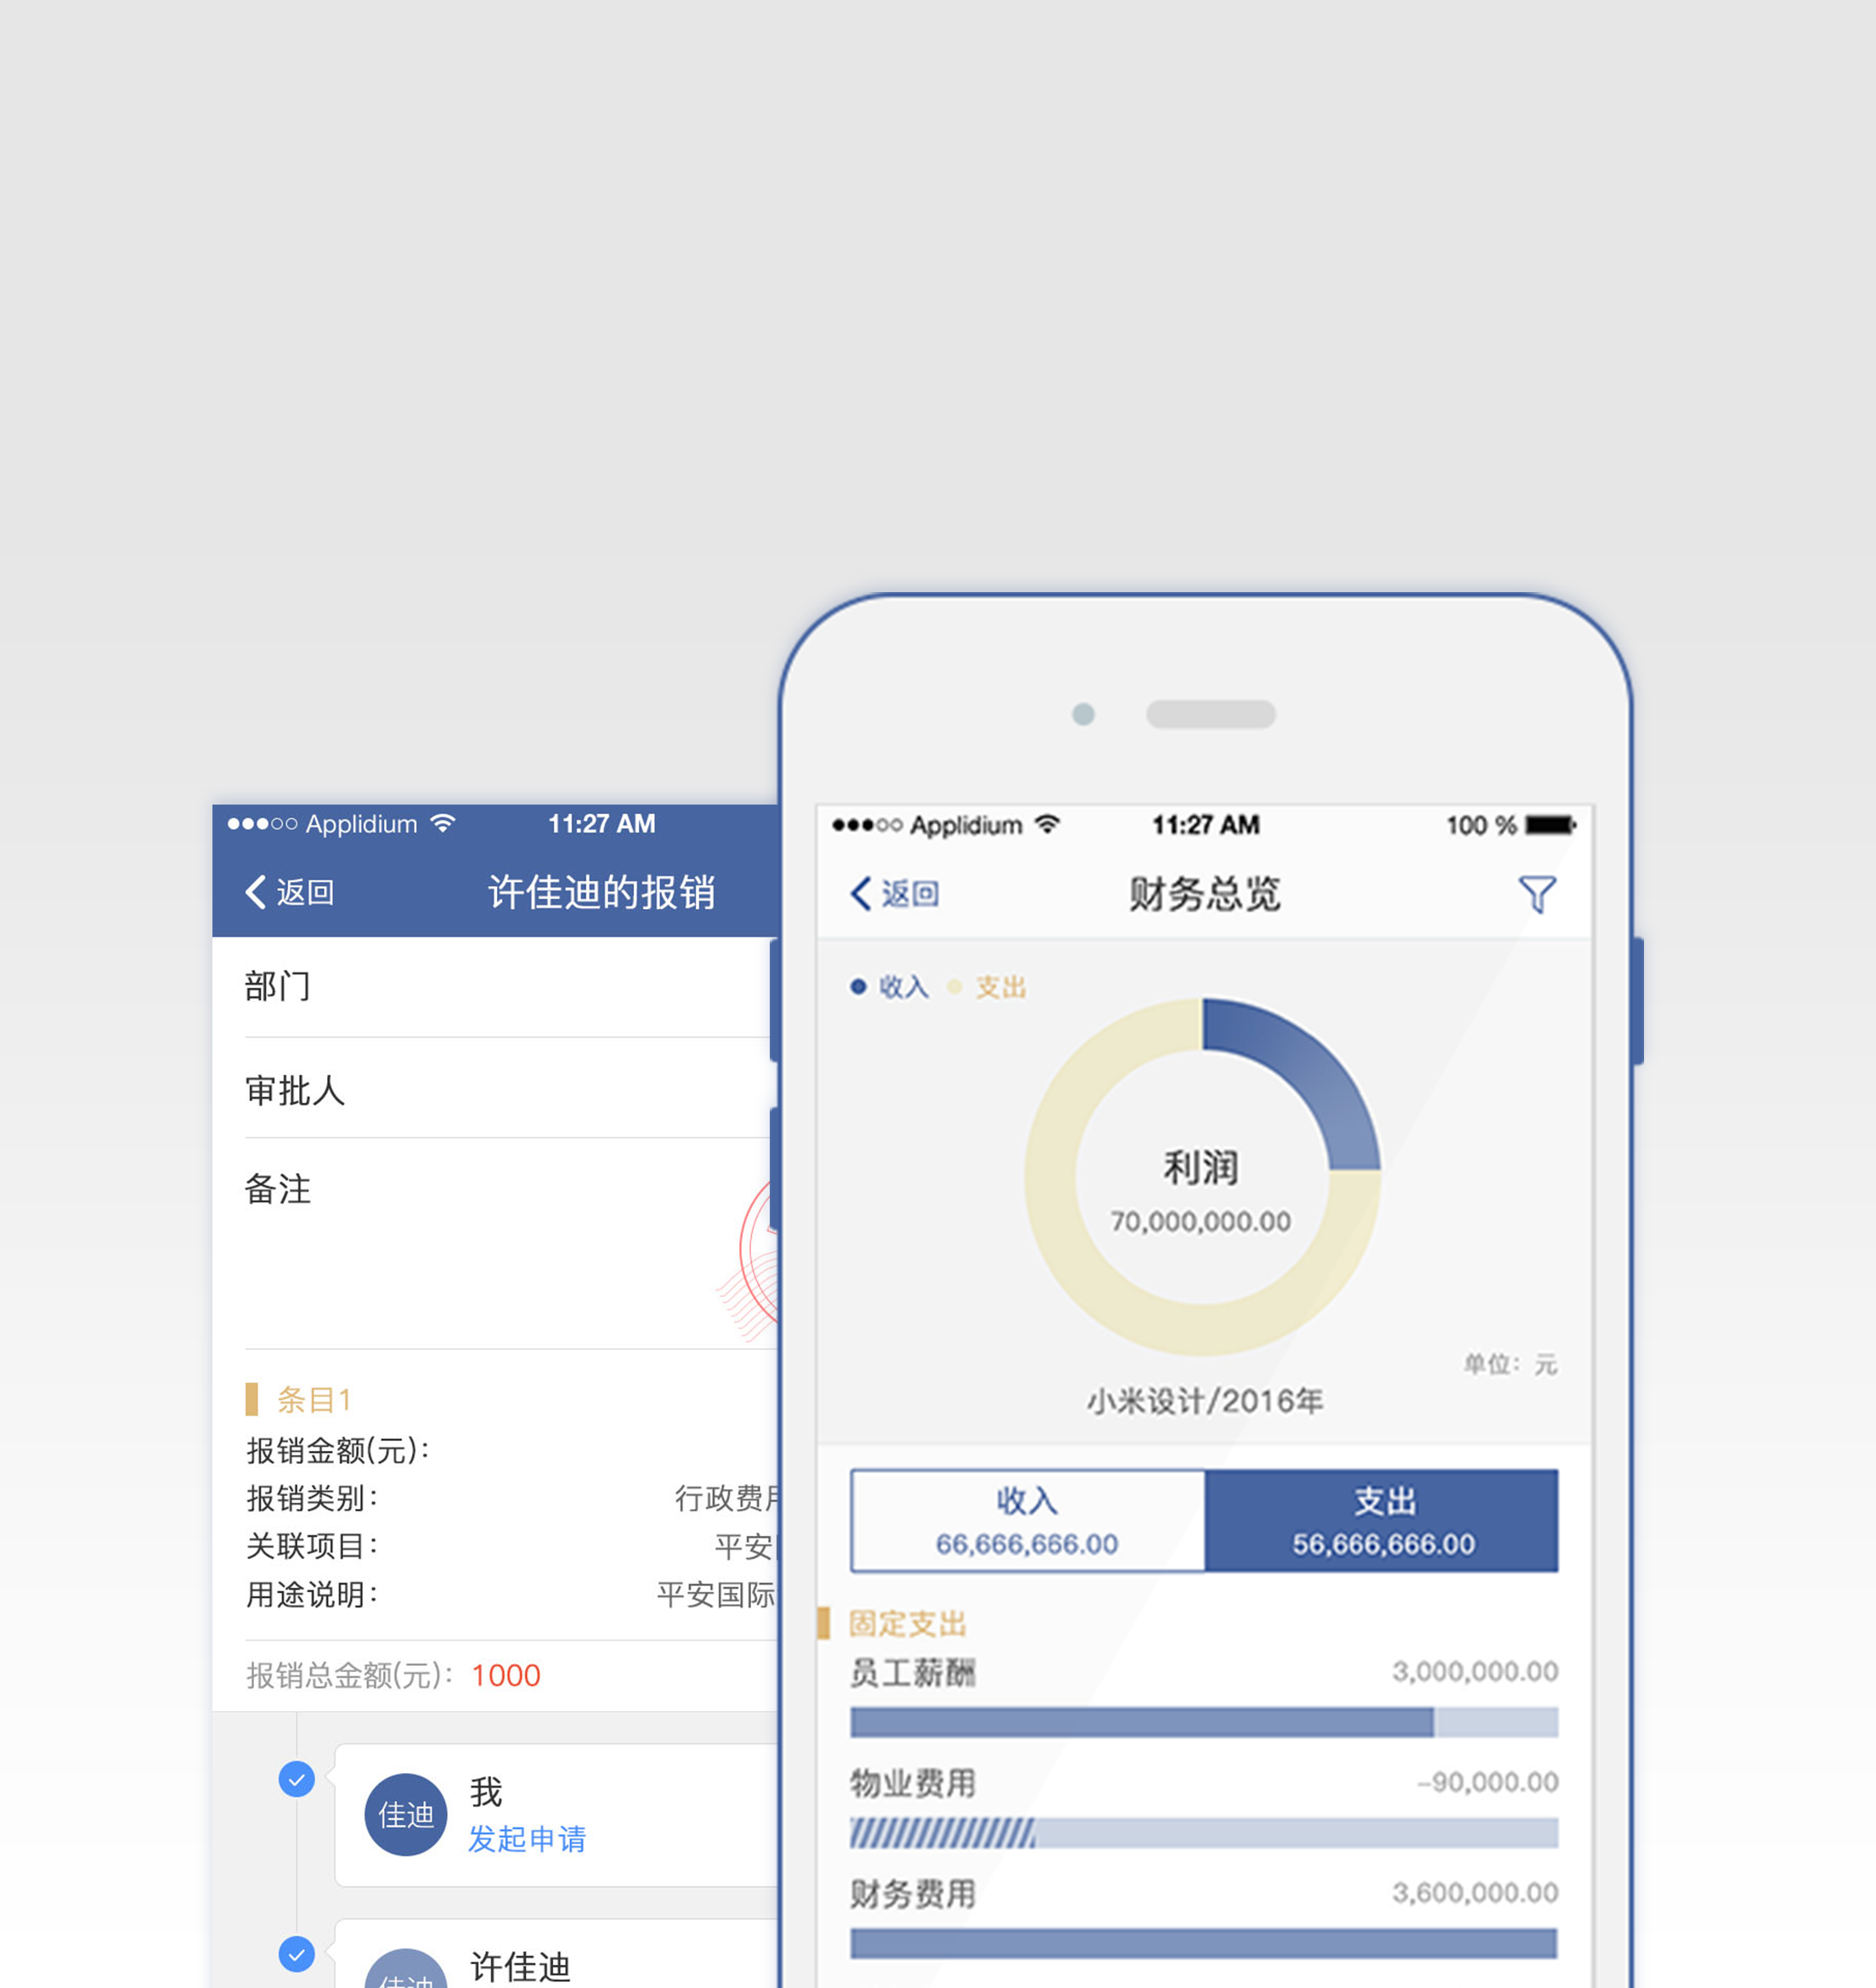 Applidium 11:27 AM
返回 许佳迪的报销
部门
审批人
备注
条目1
报销金额(元):
报销类别: 行政费
关联项目: 平安
用途说明: 平安国际
报销总金额(元): 1000
佳迪 我
发起申请
佳迪 许佳迪
Applidium 11:27 AM 100 %
返回 财务总览
收入 支出
利润
70,000,000.00
单位: 元
小米设计/2016年
收入 支出
66,666,666.00 56,666,666.00
固定支出
员工薪酬 3,000,000.00
物业费用 -90,000.00
财务费用 3,600,000.00